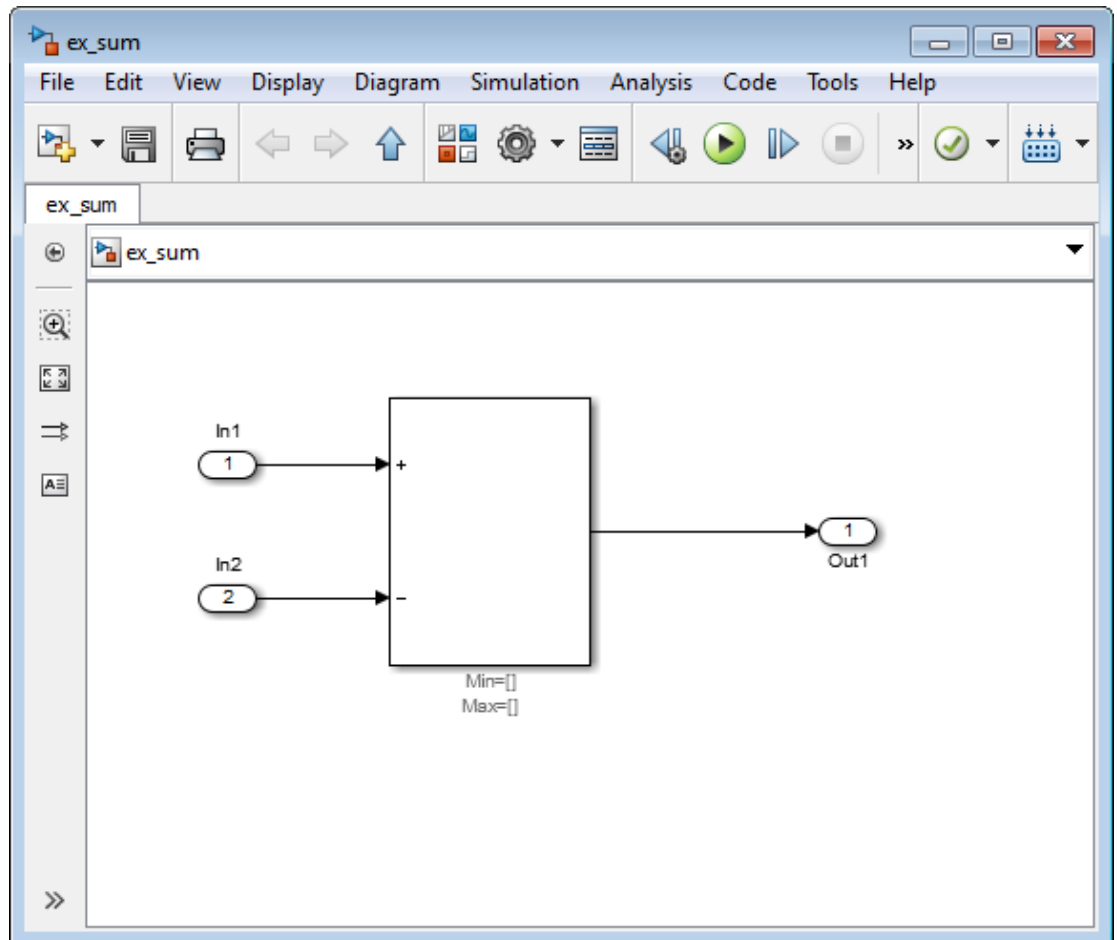 ex_sum
File Edit View Display Diagram Simulation Analysis Code Tools Help
»
ex_sum
ex_sum
A
In1
1
+
In2
2
−
1
Out1
Min=[]
Max=[]
»